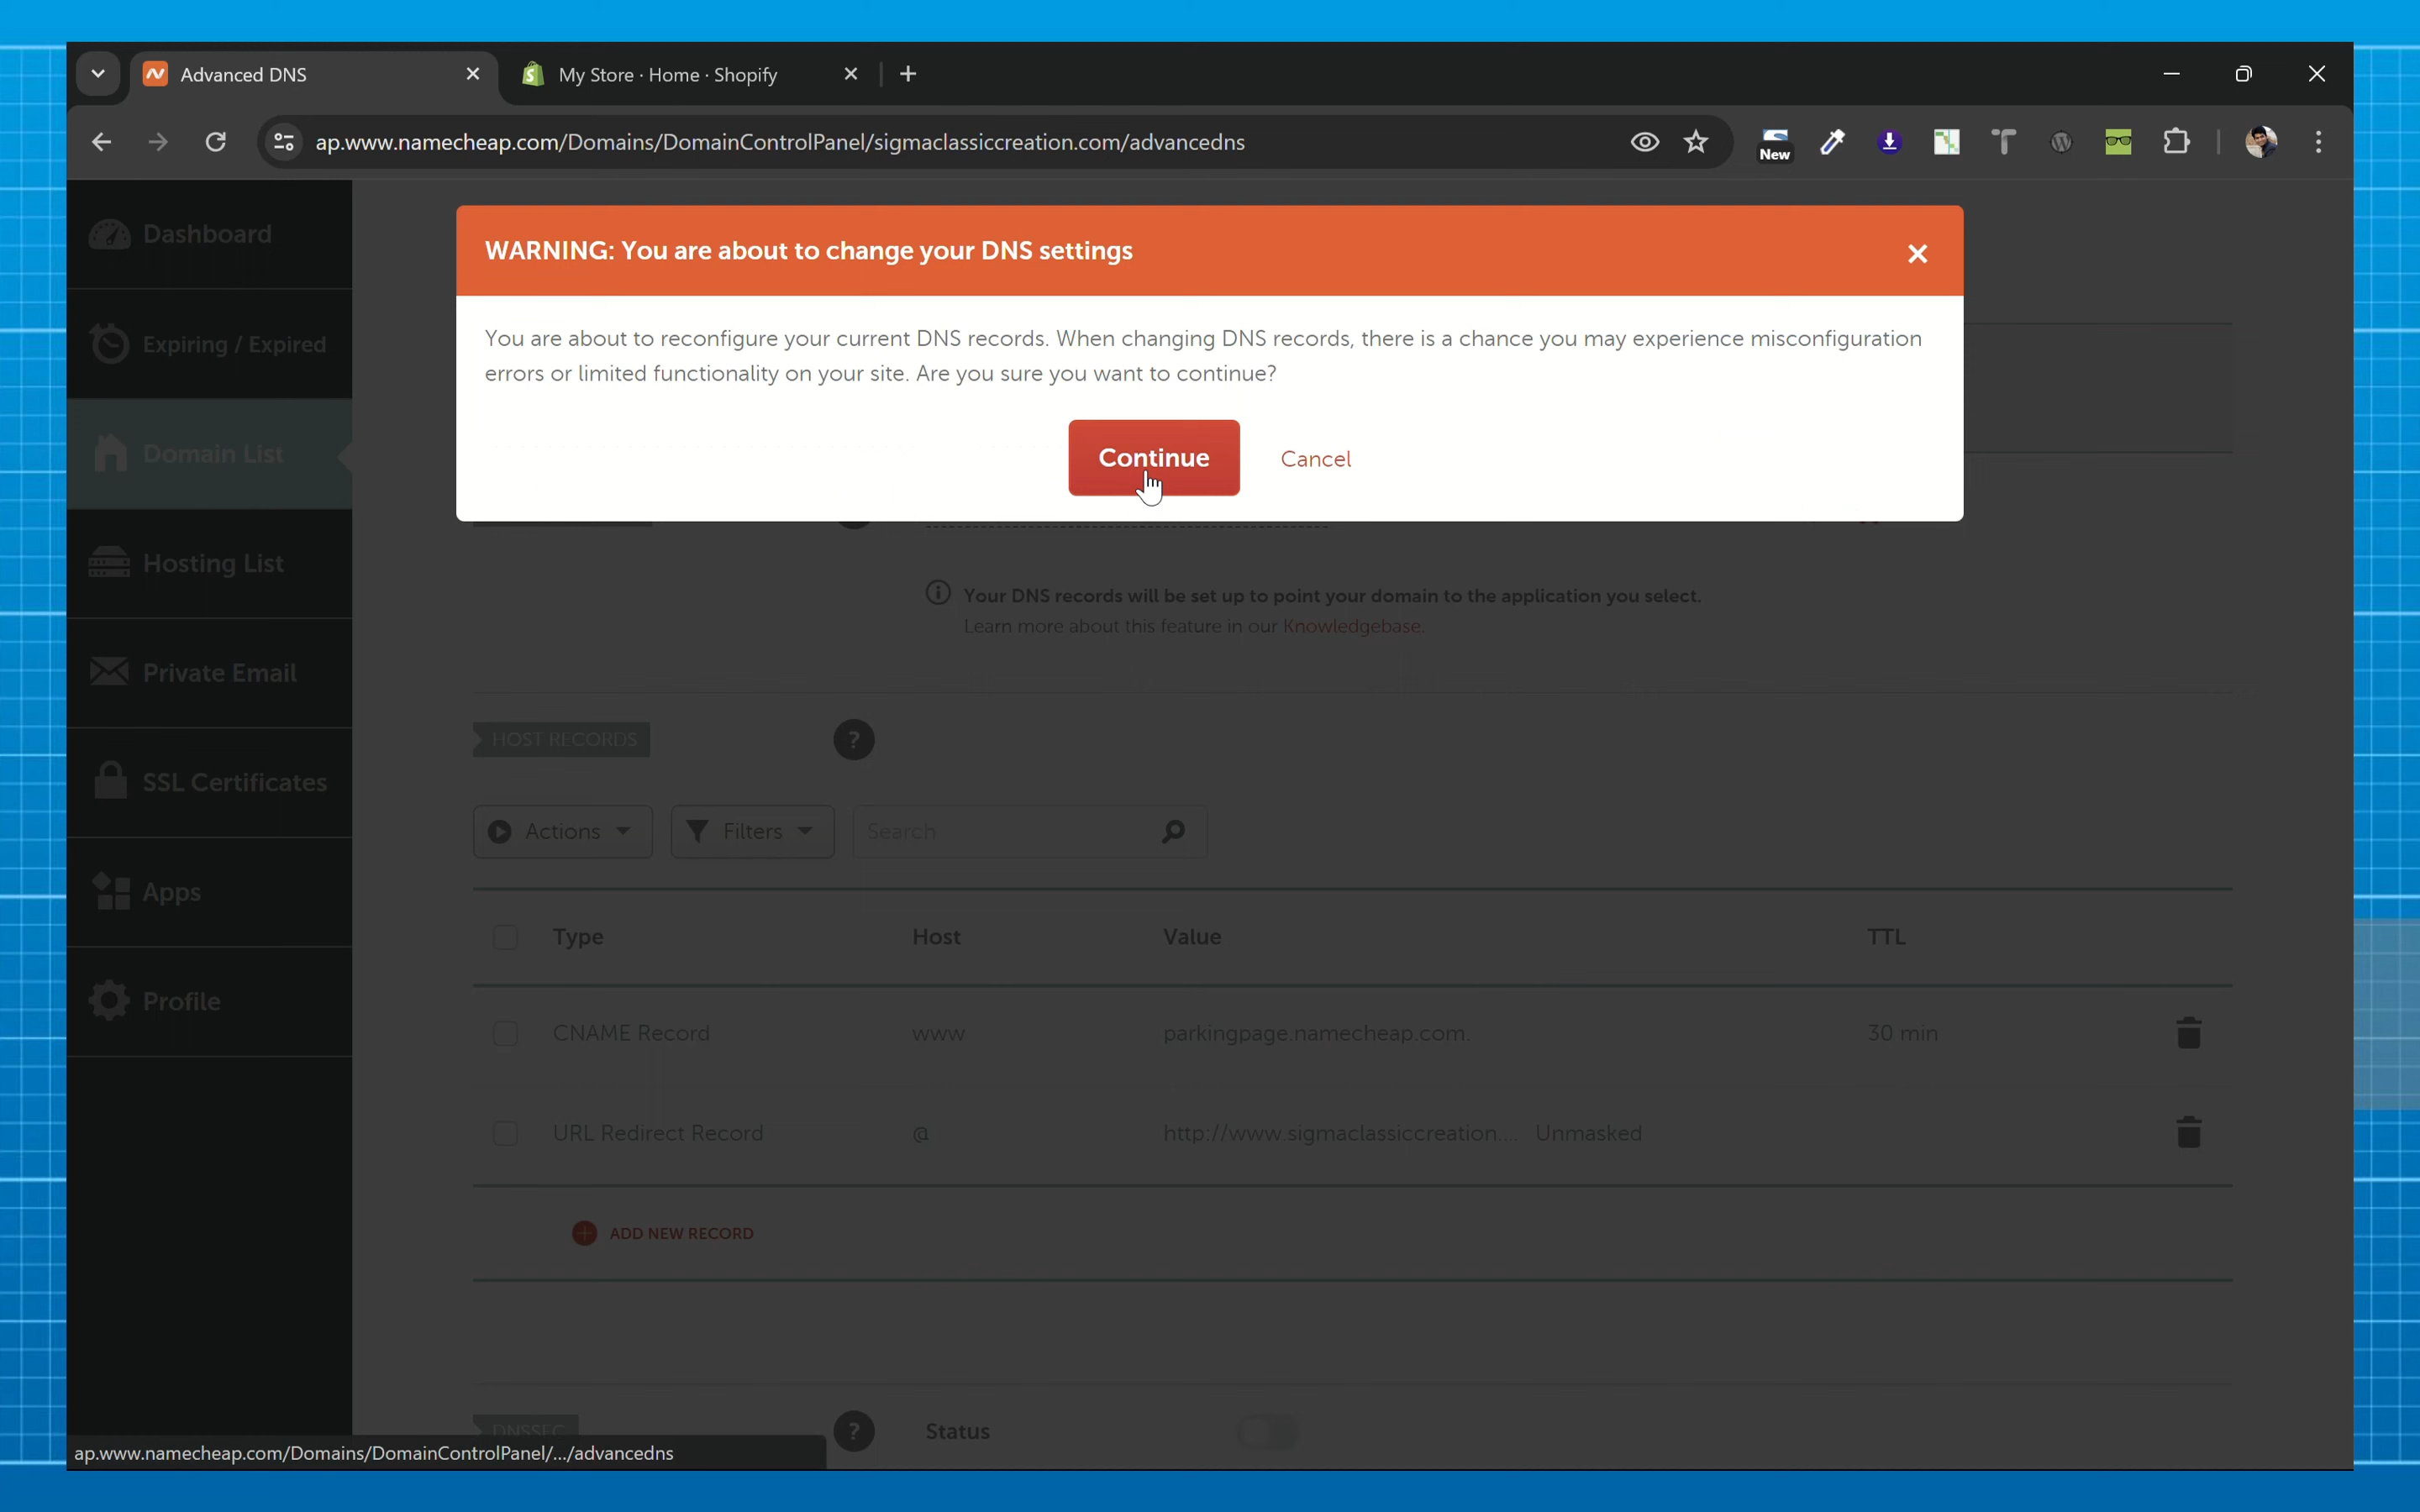 Advanced DNS
My Store · Home · Shopify
ap.www.namecheap.com/Domains/DomainControlPanel/sigmaclassiccreation.com/advancedns
New
WARNING: You are about to change your DNS settings
You are about to reconfigure your current DNS records. When changing DNS records, there is a chance you may experience misconfiguration
errors or limited functionality on your site. Are you sure you want to continue?
Continue
Cancel
Dashboard
Expiring / Expired
Domain List
Hosting List
Private Email
SSL Certificates
Apps
Profile
Your DNS records will be set up to point your domain to the application you select.
Learn more about this feature in our Knowledgebase.
HOST RECORDS
?
Actions
Filters
Search
Type Host Value TTL
CNAME Record www parkingpage.namecheap.com. 30 min
URL Redirect Record @ http://www.sigmaclassiccreation... Unmasked
ADD NEW RECORD
DNSSEC ? Status
ap.www.namecheap.com/Domains/DomainControlPanel/.../advancedns